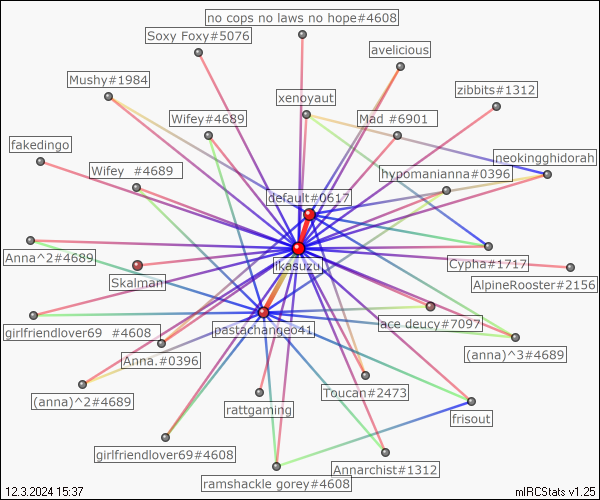 no cops no laws no hope#4608
Soxy Foxy#5076
avelicious
Mushy#1984
zibbits#1312
xenoyaut
Wifey#4689
Mad #6901
fakedingo
neokingghidorah
Wifey  #4689
hypomanianna#0396
default#0617
Anna^2#4689
Cypha#1717
ikasuzu
Skalman
AlpineRooster#2156
girlfriendlover69  #4608
pastachangeo41
ace deucy#7097
Anna.#0396
(anna)^3#4689
Toucan#2473
(anna)^2#4689
rattgaming
frisout
girlfriendlover69#4608
Annarchist#1312
ramshackle gorey#4608
12.3.2024 15:37
mIRCStats v1.25